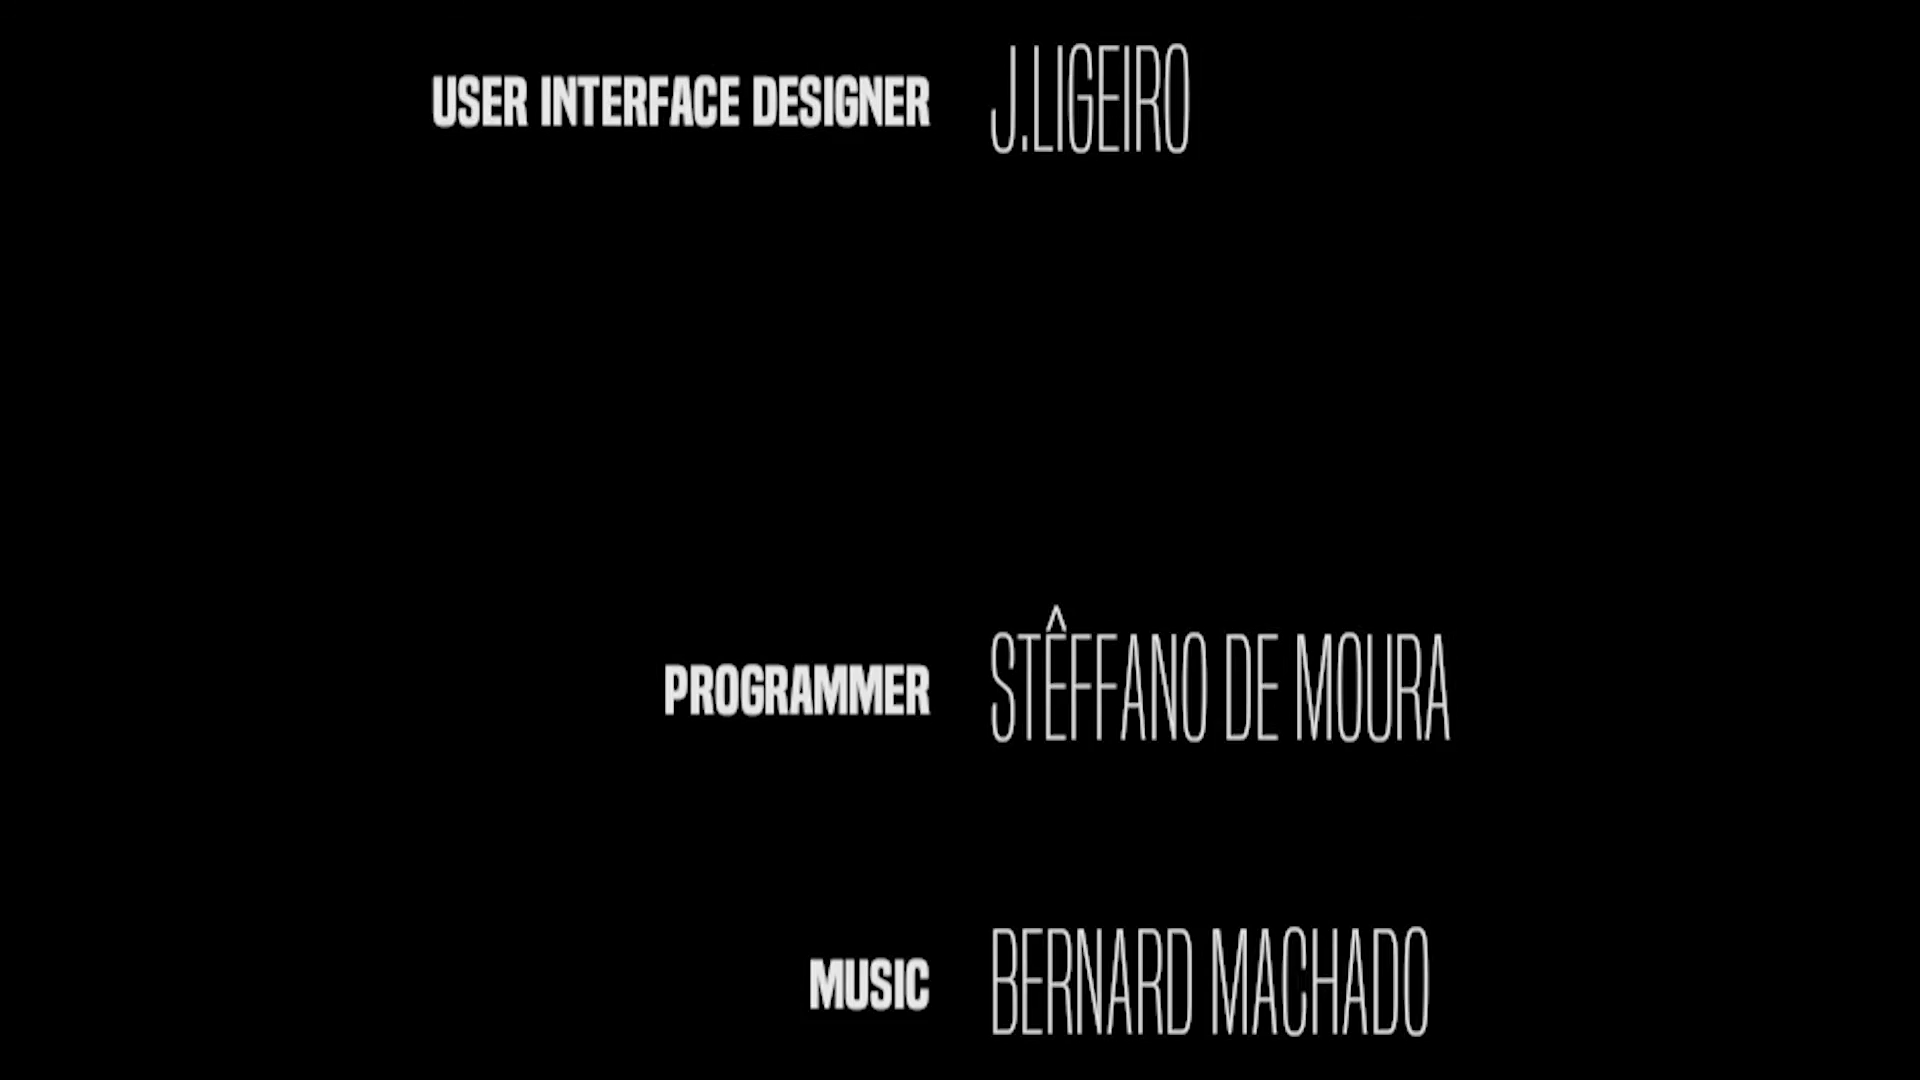 USER INTERFACE DESIGNER J.LIGEIRO
PROGRAMMER STÊFFANO DE MOURA
MUSIC BERNARD MACHADO